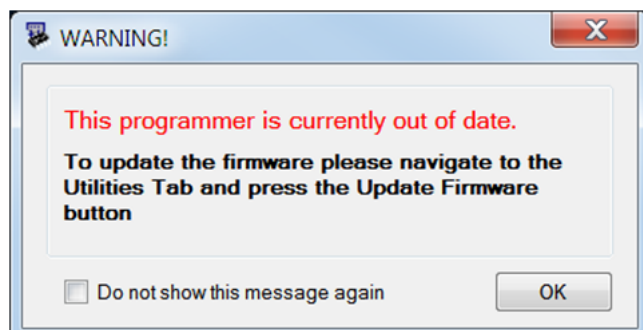 WARNING!
This programmer is currently out of date.
To update the firmware please navigate to the
Utilities Tab and press the Update Firmware
button
Do not show this message again
OK